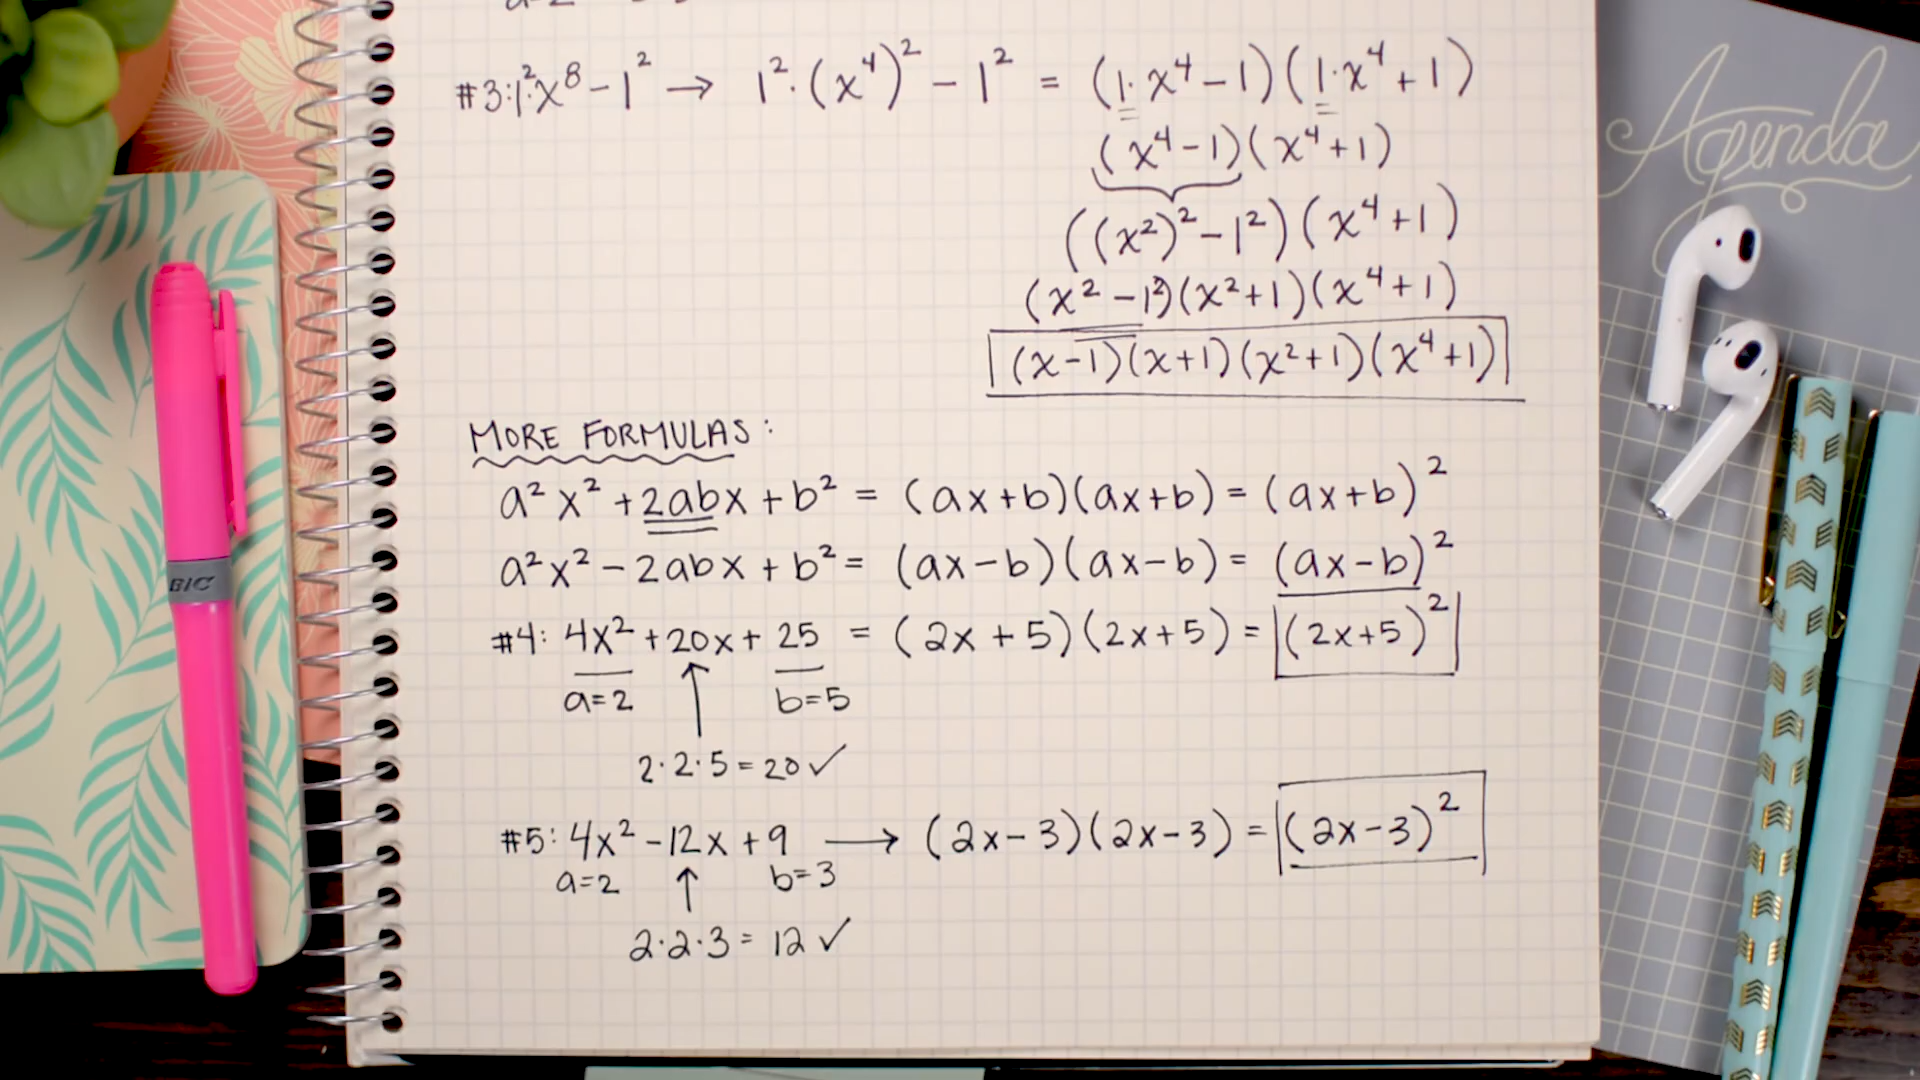 #3: 1²·x⁸ - 1² → 1²·(x⁴)² - 1² = (1·x⁴ - 1)(1·x⁴ + 1)
(x⁴ - 1)(x⁴ + 1)
((x²)² - 1²)(x⁴ + 1)
(x² - 1²)(x² + 1)(x⁴ + 1)
(x - 1)(x + 1)(x² + 1)(x⁴ + 1)
MORE FORMULAS:
a²x² + 2abx + b² = (ax+b)(ax+b) = (ax+b)²
a²x² - 2abx + b² = (ax-b)(ax-b) = (ax-b)²
#4: 4x² + 20x + 25 = (2x + 5)(2x+5) = (2x+5)²
a=2 b=5
2·2·5 = 20 ✓
#5: 4x² - 12x + 9 → (2x - 3)(2x - 3) = (2x - 3)²
a=2 b=3
2·2·3 = 12 ✓
BIC
Agenda